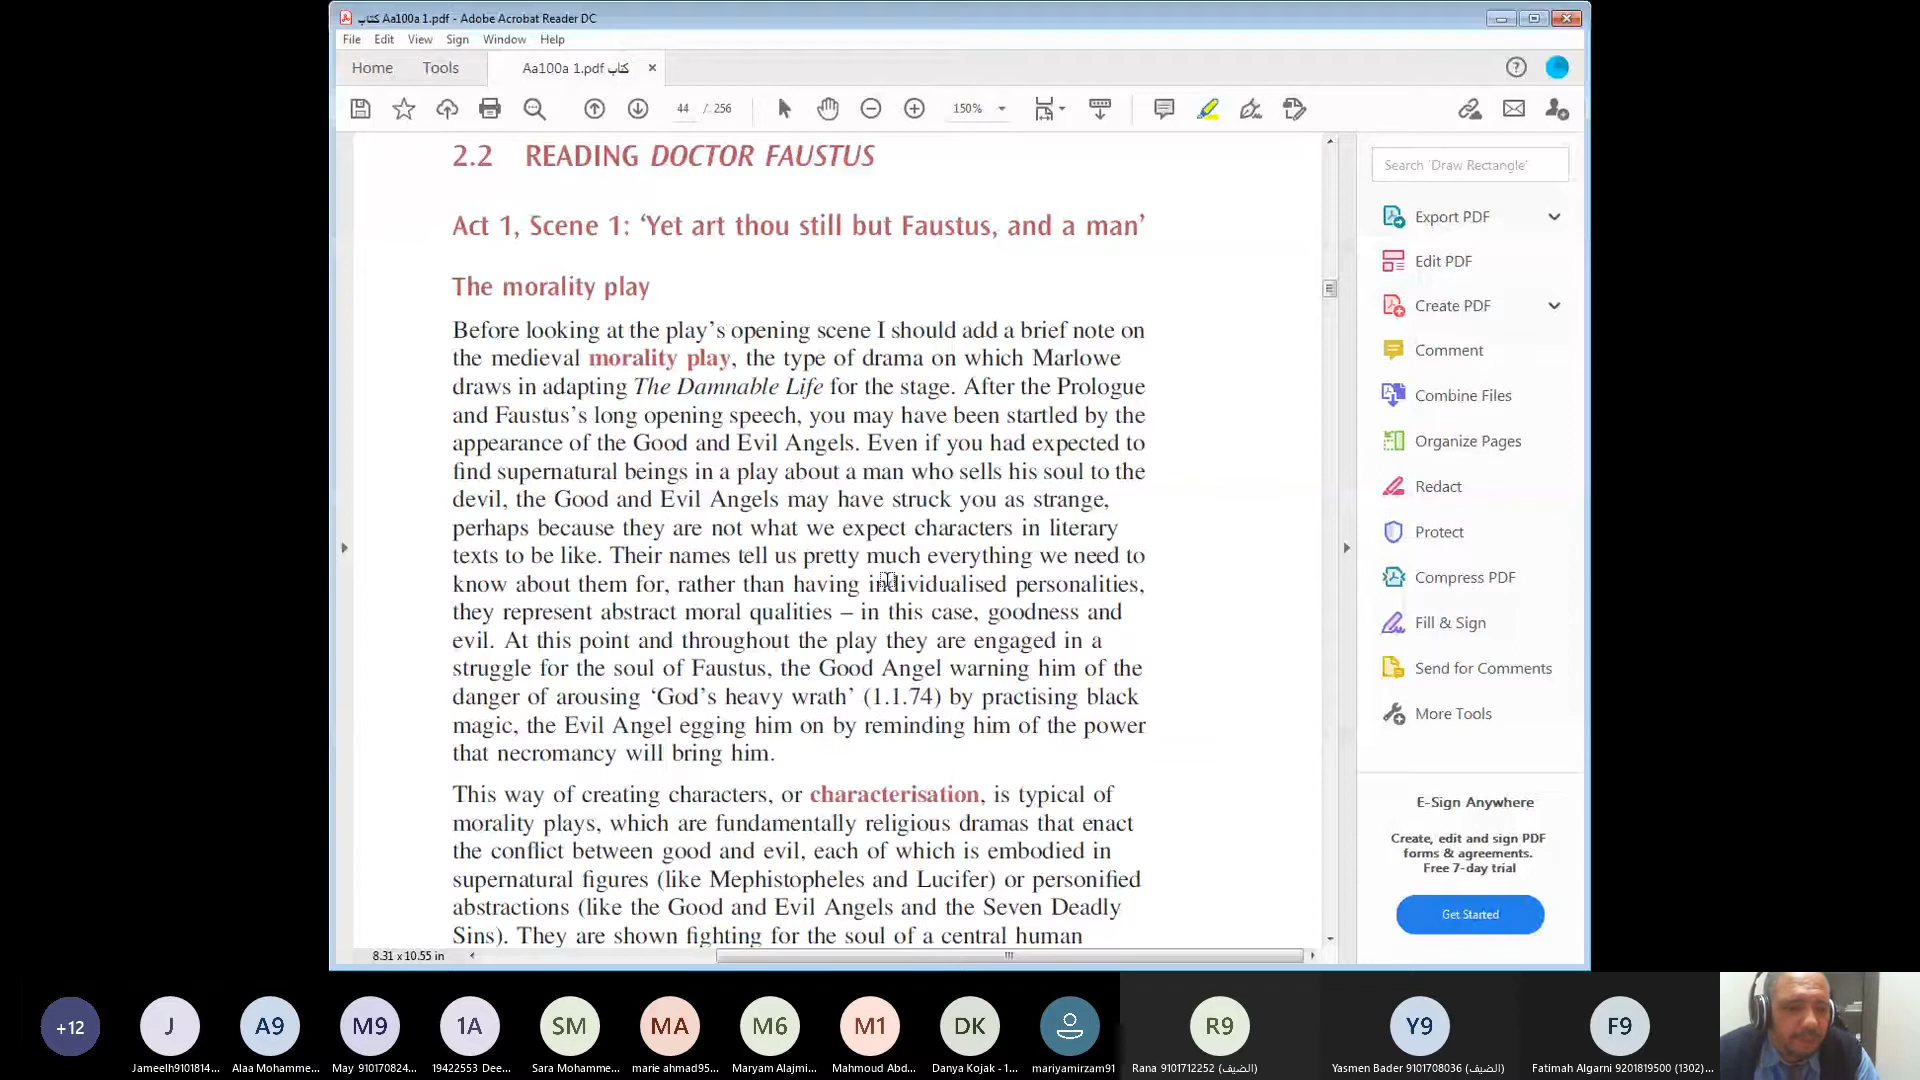 كتاب Aa100a 1.pdf - Adobe Acrobat Reader DC
File Edit View Sign Window Help
Home Tools Aa100a 1.pdf كتاب
44 / 256 150%
2.2 READING DOCTOR FAUSTUS
Act 1, Scene 1: ‘Yet art thou still but Faustus, and a man’
The morality play
Before looking at the play’s opening scene I should add a brief note on
the medieval morality play, the type of drama on which Marlowe
draws in adapting The Damnable Life for the stage. After the Prologue
and Faustus’s long opening speech, you may have been startled by the
appearance of the Good and Evil Angels. Even if you had expected to
find supernatural beings in a play about a man who sells his soul to the
devil, the Good and Evil Angels may have struck you as strange,
perhaps because they are not what we expect characters in literary
texts to be like. Their names tell us pretty much everything we need to
know about them for, rather than having individualised personalities,
they represent abstract moral qualities – in this case, goodness and
evil. At this point and throughout the play they are engaged in a
struggle for the soul of Faustus, the Good Angel warning him of the
danger of arousing ‘God’s heavy wrath’ (1.1.74) by practising black
magic, the Evil Angel egging him on by reminding him of the power
that necromancy will bring him.
This way of creating characters, or characterisation, is typical of
morality plays, which are fundamentally religious dramas that enact
the conflict between good and evil, each of which is embodied in
supernatural figures (like Mephistopheles and Lucifer) or personified
abstractions (like the Good and Evil Angels and the Seven Deadly
Sins). They are shown fighting for the soul of a central human
8.31 x 10.55 in
Search 'Draw Rectangle'
Export PDF
Edit PDF
Create PDF
Comment
Combine Files
Organize Pages
Redact
Protect
Compress PDF
Fill & Sign
Send for Comments
More Tools
E-Sign Anywhere
Create, edit and sign PDF
forms & agreements.
Free 7-day trial
Get Started
+12 J A9 M9 1A SM MA M6 M1 DK R9 Y9 F9
Jameelh9101814... Alaa Mohamme... May 910170824... 19422553 Dee... Sara Mohamme... marie ahmad95... Maryam Alajmi... Mahmoud Abd... Danya Kojak - 1... mariyamirzam91 Rana 9101712252 (الضيف) Yasmen Bader 9101708036 (الضيف) Fatimah Algarni 9201819500 (1302)...